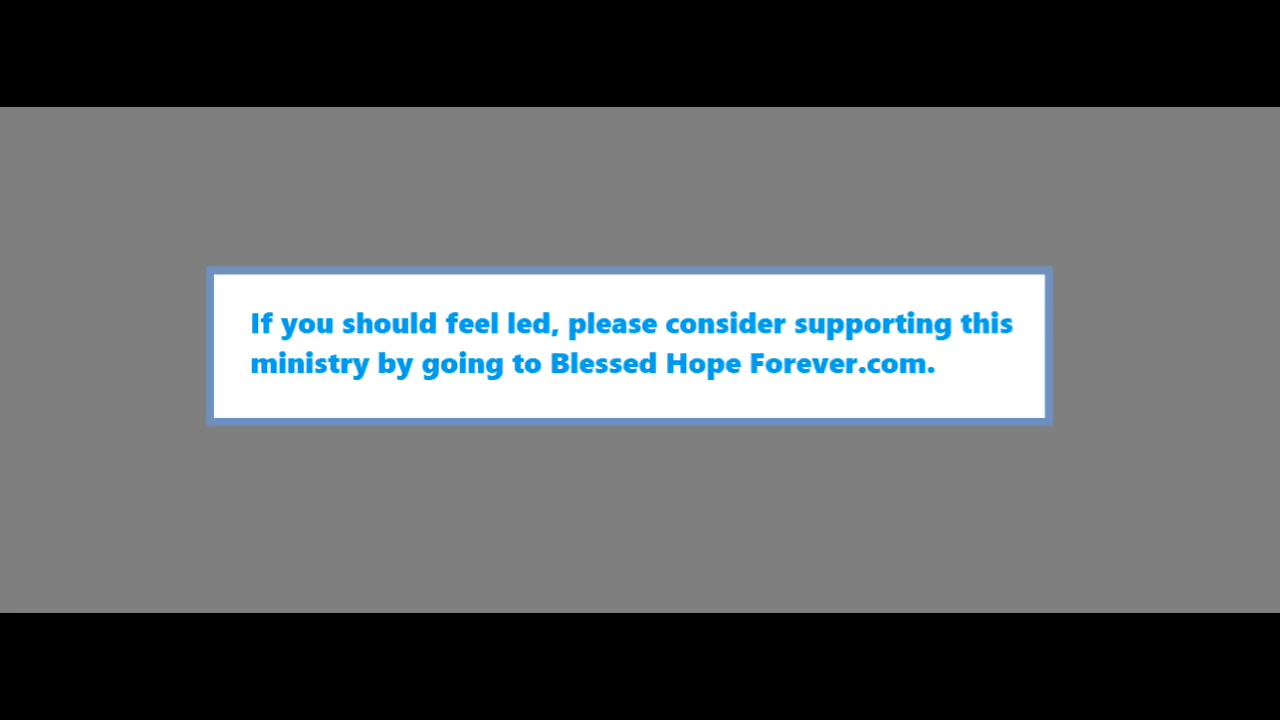 If you should feel led, please consider supporting this
ministry by going to Blessed Hope Forever.com.